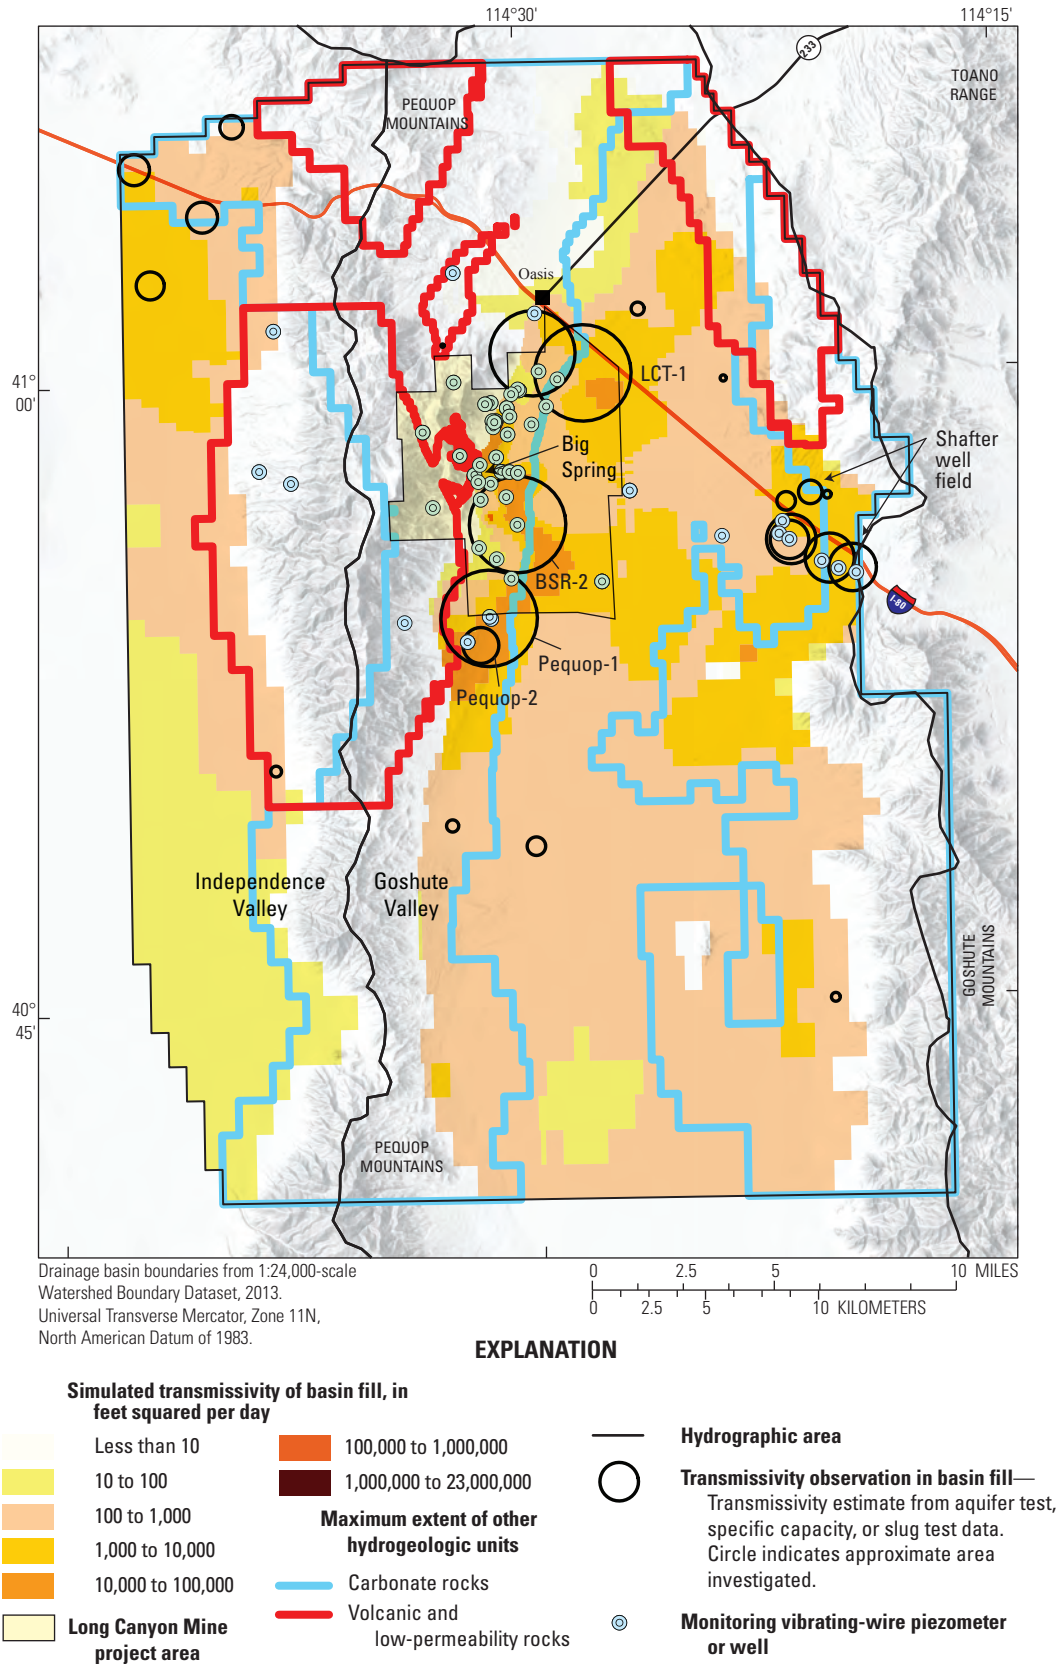 114°30'
114°15'
233
TOANO
RANGE
PEQUOP
MOUNTAINS
Oasis
41°
00'
LCT-1
Big
Spring
Shafter
well
field
BSR-2
I-80
Pequop-1
Pequop-2
Independence
Valley
Goshute
Valley
GOSHUTE
MOUNTAINS
40°
45'
PEQUOP
MOUNTAINS
Drainage basin boundaries from 1:24,000-scale
Watershed Boundary Dataset, 2013.
Universal Transverse Mercator, Zone 11N,
North American Datum of 1983.
0 2.5 5 10 MILES
0 2.5 5 10 KILOMETERS
EXPLANATION
Simulated transmissivity of basin fill, in
feet squared per day
Less than 10
10 to 100
100 to 1,000
1,000 to 10,000
10,000 to 100,000
Long Canyon Mine
project area
100,000 to 1,000,000
1,000,000 to 23,000,000
Maximum extent of other
hydrogeologic units
Carbonate rocks
Volcanic and
low-permeability rocks
Hydrographic area
Transmissivity observation in basin fill—
Transmissivity estimate from aquifer test,
specific capacity, or slug test data.
Circle indicates approximate area
investigated.
Monitoring vibrating-wire piezometer
or well